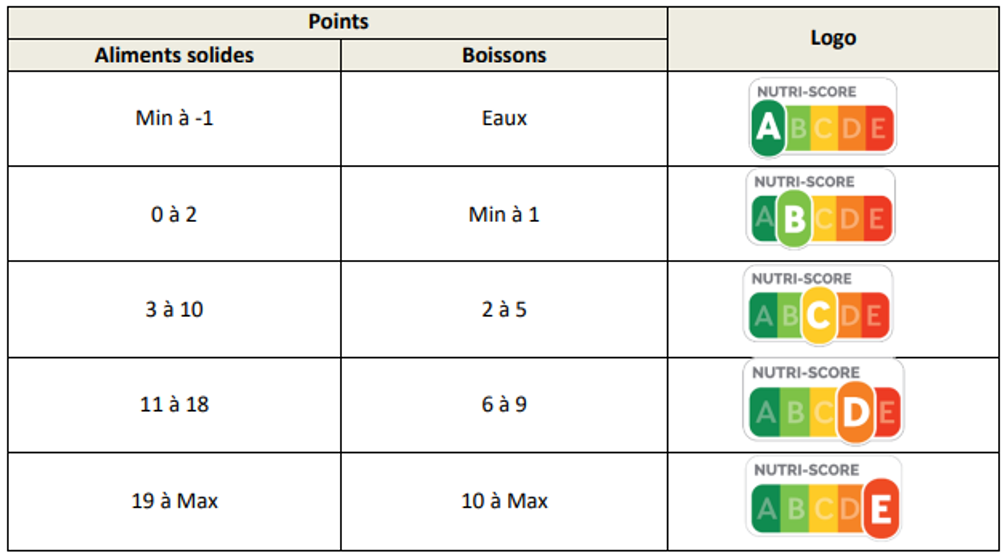 Points
Logo
Aliments solides
Boissons
Min à -1
Eaux
NUTRI-SCORE
A B C D E
0 à 2
Min à 1
NUTRI-SCORE
A B C D E
3 à 10
2 à 5
NUTRI-SCORE
A B C D E
11 à 18
6 à 9
NUTRI-SCORE
A B C D E
19 à Max
10 à Max
NUTRI-SCORE
A B C D E